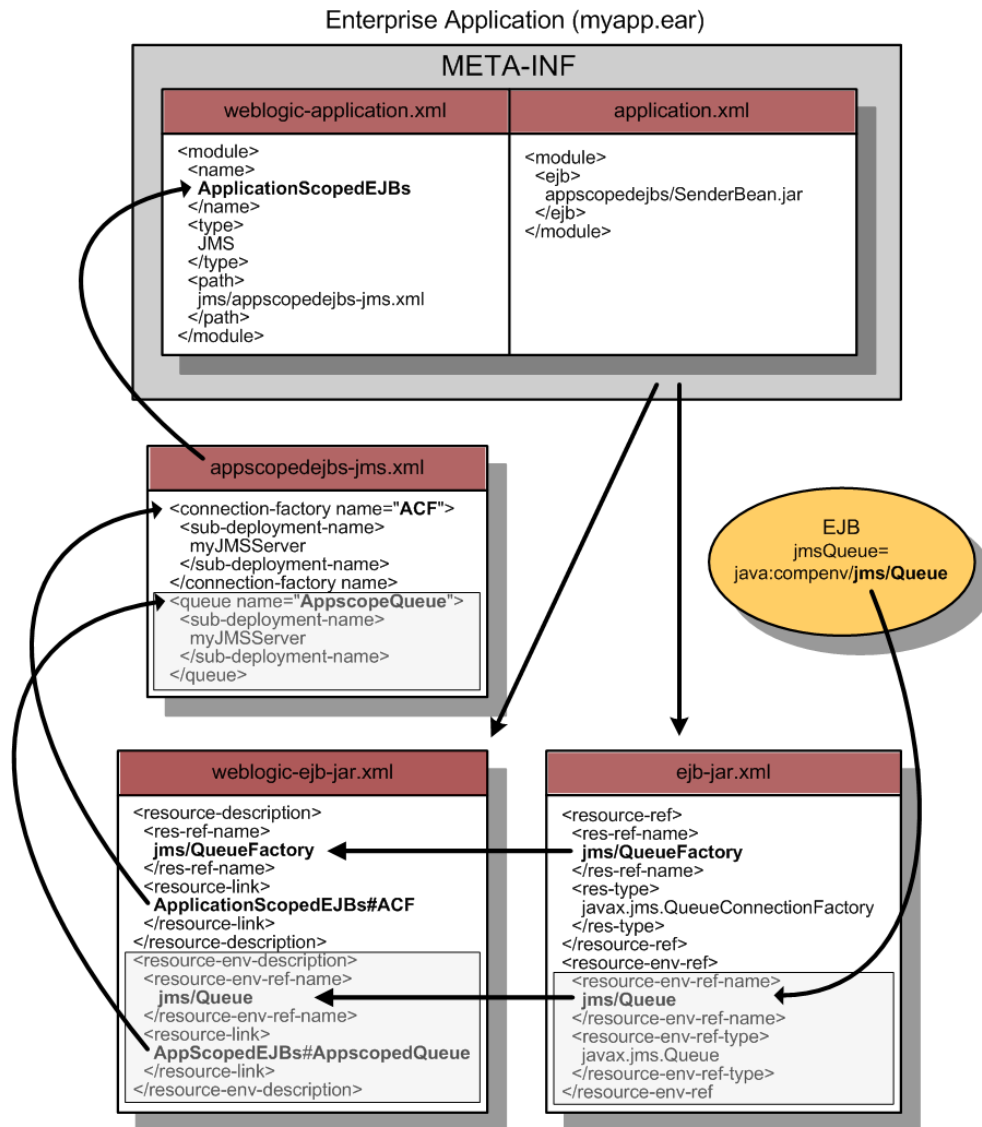 Enterprise Application (myapp.ear)
META-INF
weblogic-application.xml
<module>
<name>
ApplicationScopedEJBs
</name>
<type>
JMS
</type>
<path>
jms/appscopedejbs-jms.xml
</path>
</module>
application.xml
<module>
<ejb>
appscopedejbs/SenderBean.jar
</ejb>
</module>
appscopedejbs-jms.xml
<connection-factory name="ACF">
<sub-deployment-name>
myJMSServer
</sub-deployment-name>
</connection-factory name>
<queue name="AppscopeQueue">
<sub-deployment-name>
myJMSServer
</sub-deployment-name>
</queue>
EJB
jmsQueue=
java:compenv/jms/Queue
weblogic-ejb-jar.xml
<resource-description>
<res-ref-name>
jms/QueueFactory
</res-ref-name>
<resource-link>
ApplicationScopedEJBs#ACF
</resource-link>
</resource-description>
<resource-env-description>
<resource-env-ref-name>
jms/Queue
</resource-env-ref-name>
<resource-link>
AppScopedEJBs#AppscopedQueue
</resource-link>
</resource-env-description>
ejb-jar.xml
<resource-ref>
<res-ref-name>
jms/QueueFactory
</res-ref-name>
<res-type>
javax.jms.QueueConnectionFactory
</res-type>
</resource-ref>
<resource-env-ref>
<resource-env-ref-name>
jms/Queue
</resource-env-ref-name>
<resource-env-ref-type>
javax.jms.Queue
</resource-env-ref-type>
</resource-env-ref